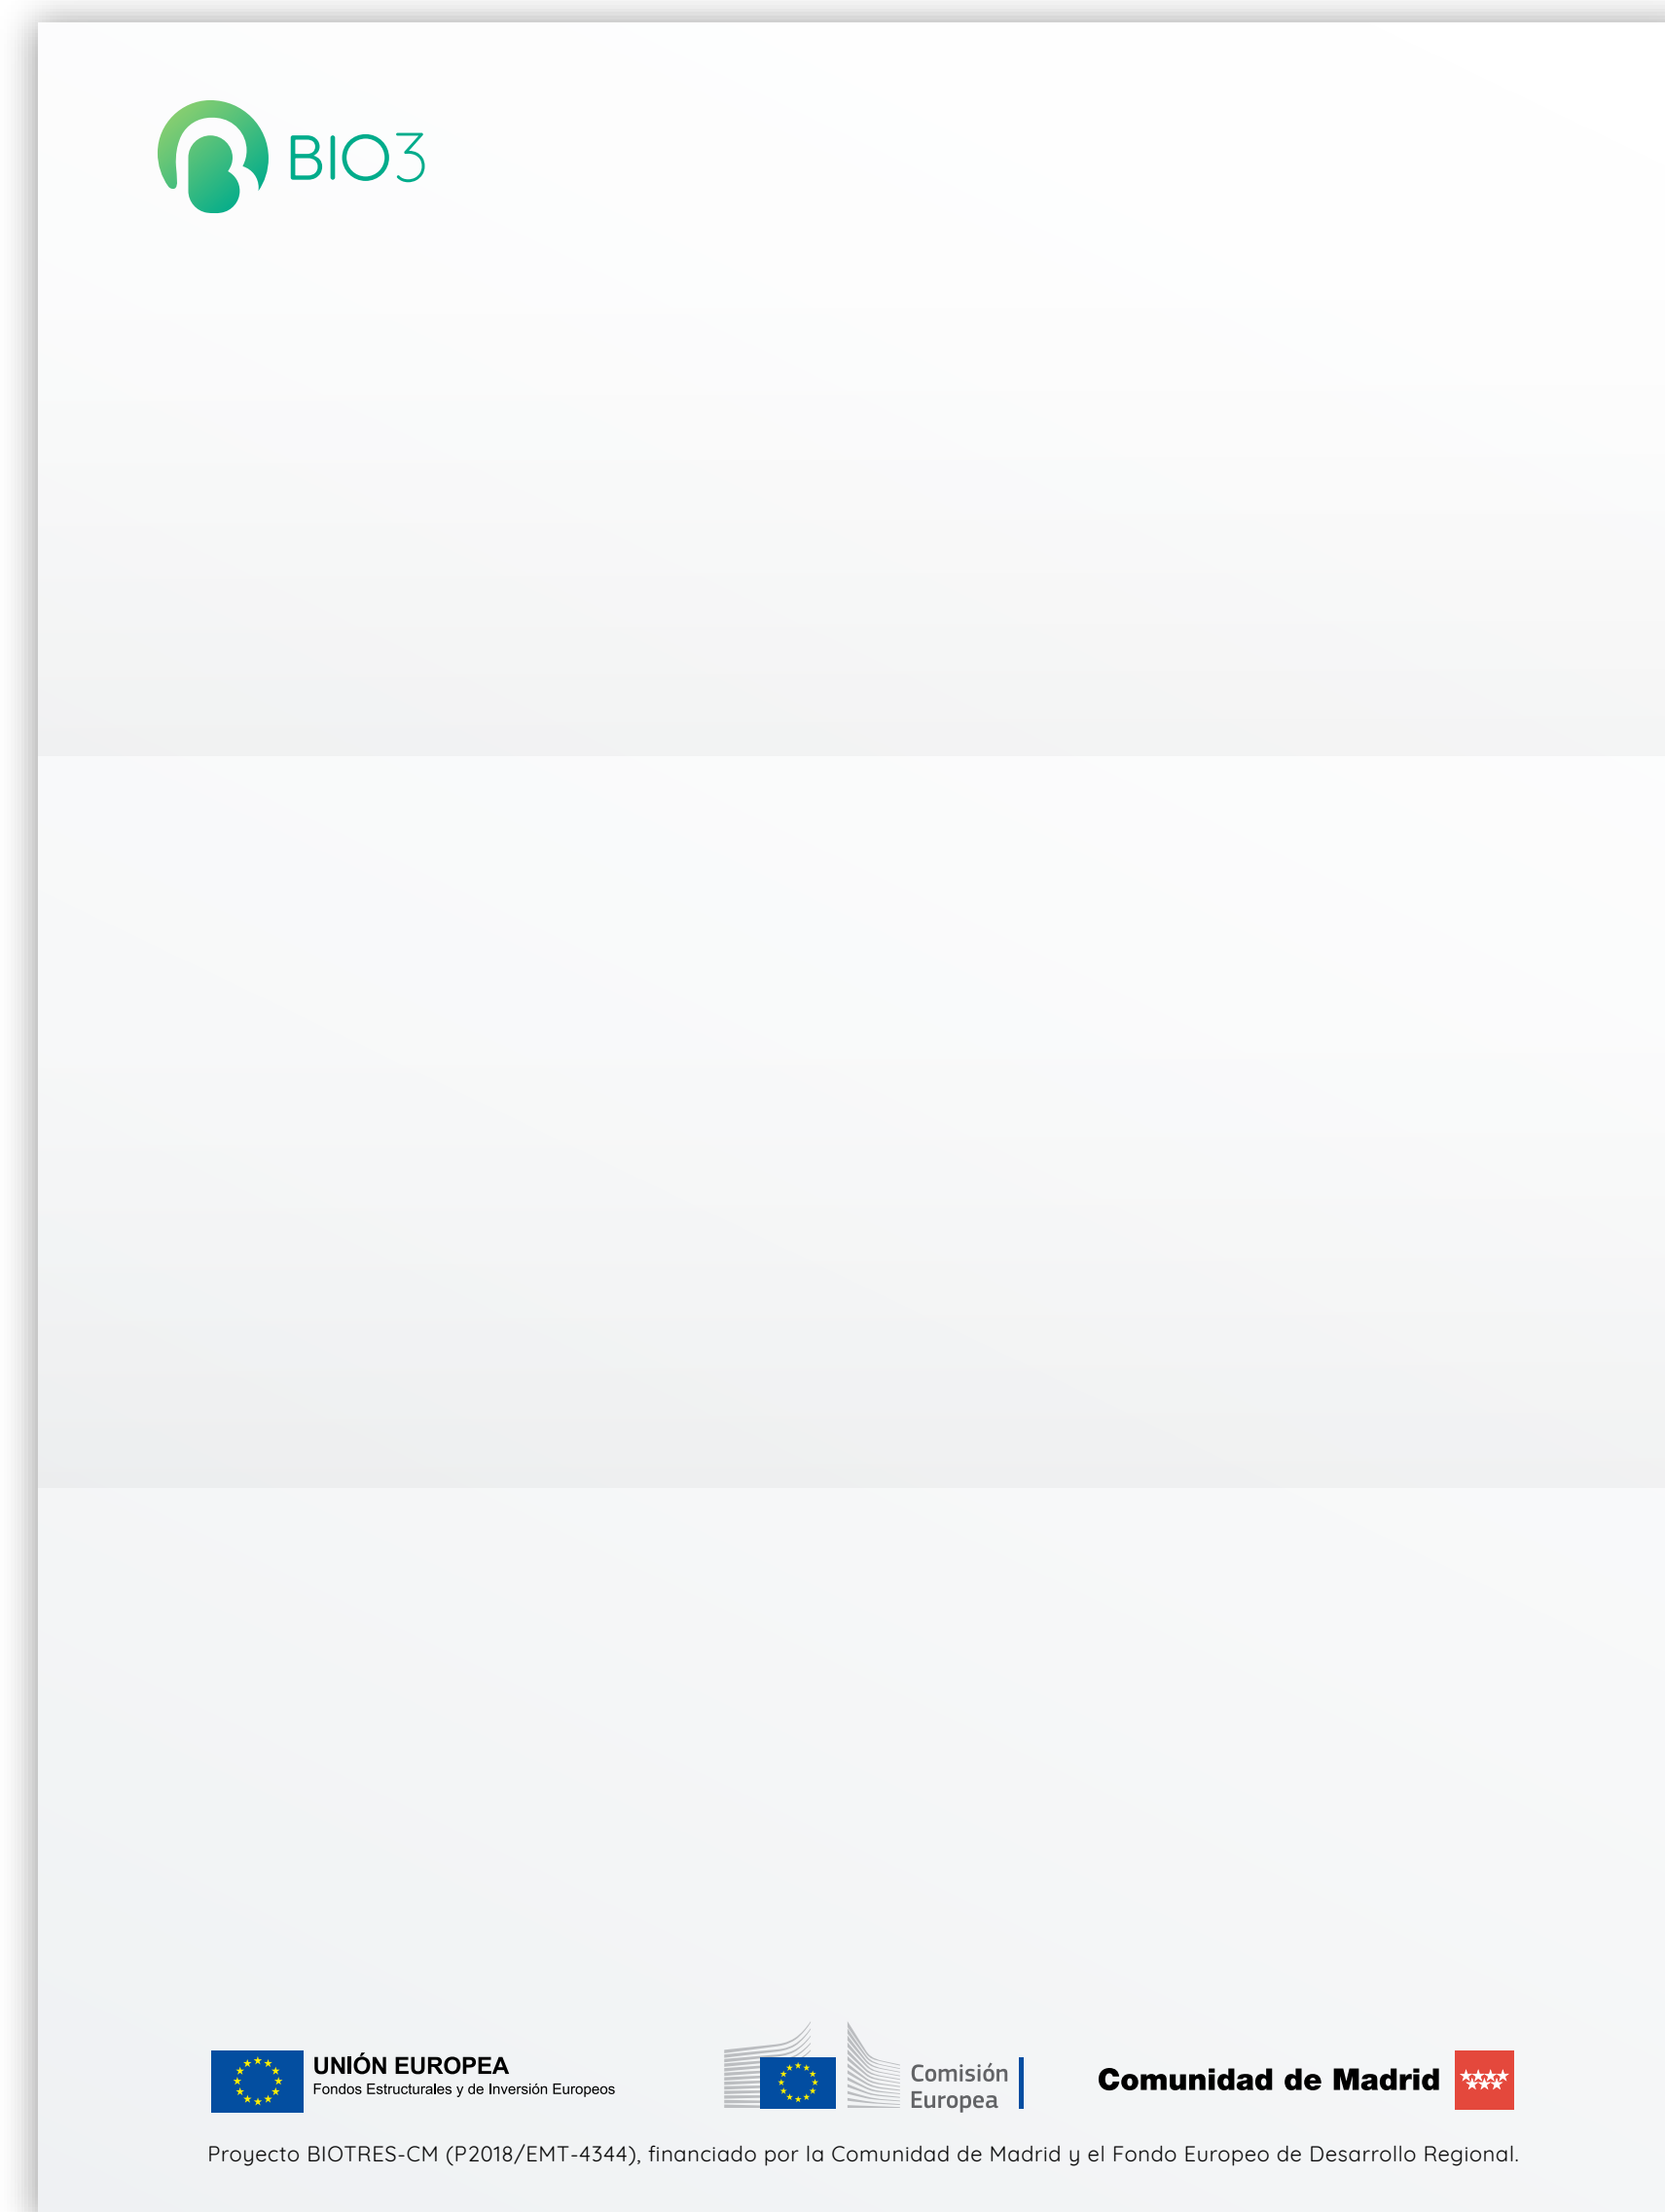 BIO3
UNIÓN EUROPEA
Fondos Estructurales y de Inversión Europeos
Comisión
Europea
Comunidad de Madrid
Proyecto BIOTRES-CM (P2018/EMT-4344), financiado por la Comunidad de Madrid y el Fondo Europeo de Desarrollo Regional.